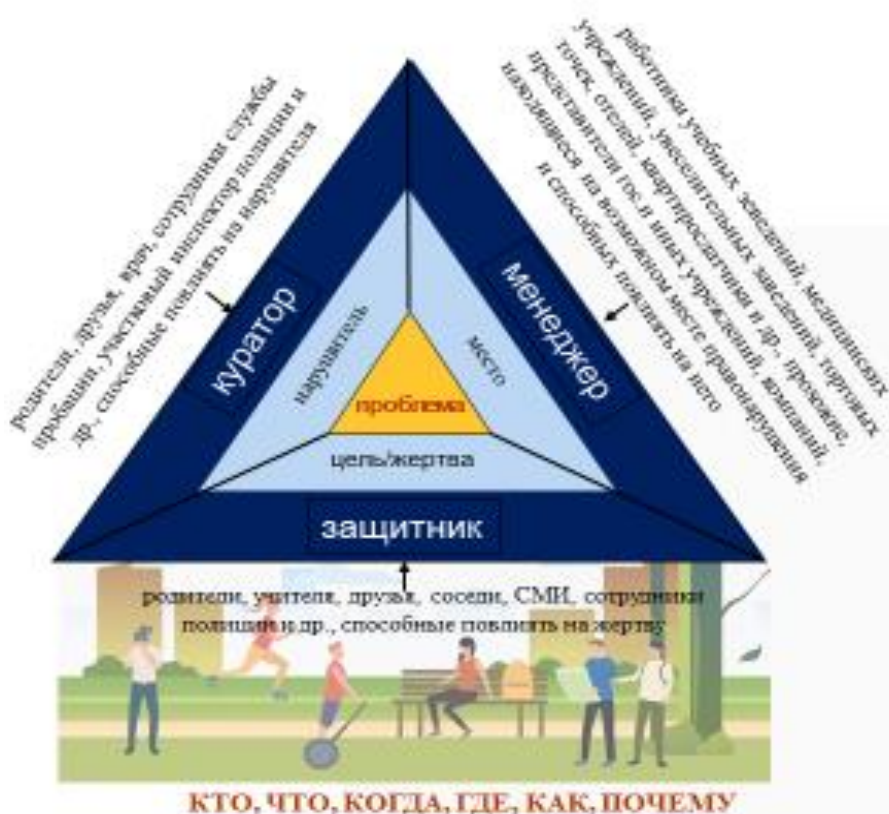 родители, друзья, врач, сотрудники службы
пробации, участковый инспектор полиции и
др., способные повлиять на нарушителя
работники учебных зеведений, медицинсих
учреждений, увеселительных заведений, торговых
точек, отелей, квартиросдатчики и др., прохожие,
представители гос. и иных учреждений, компаний,
находящиеся на возможном месте правонарушения
и способных повлиять на него
куратор
менеджер
нарушитель
место
проблема
цель/жертва
защитник
родители, учителя, друзья, соседи, СМИ, сотрудники
полиции и др., способные повлиять на жертву
КТО, ЧТО, КОГДА, ГДЕ, КАК, ПОЧЕМУ